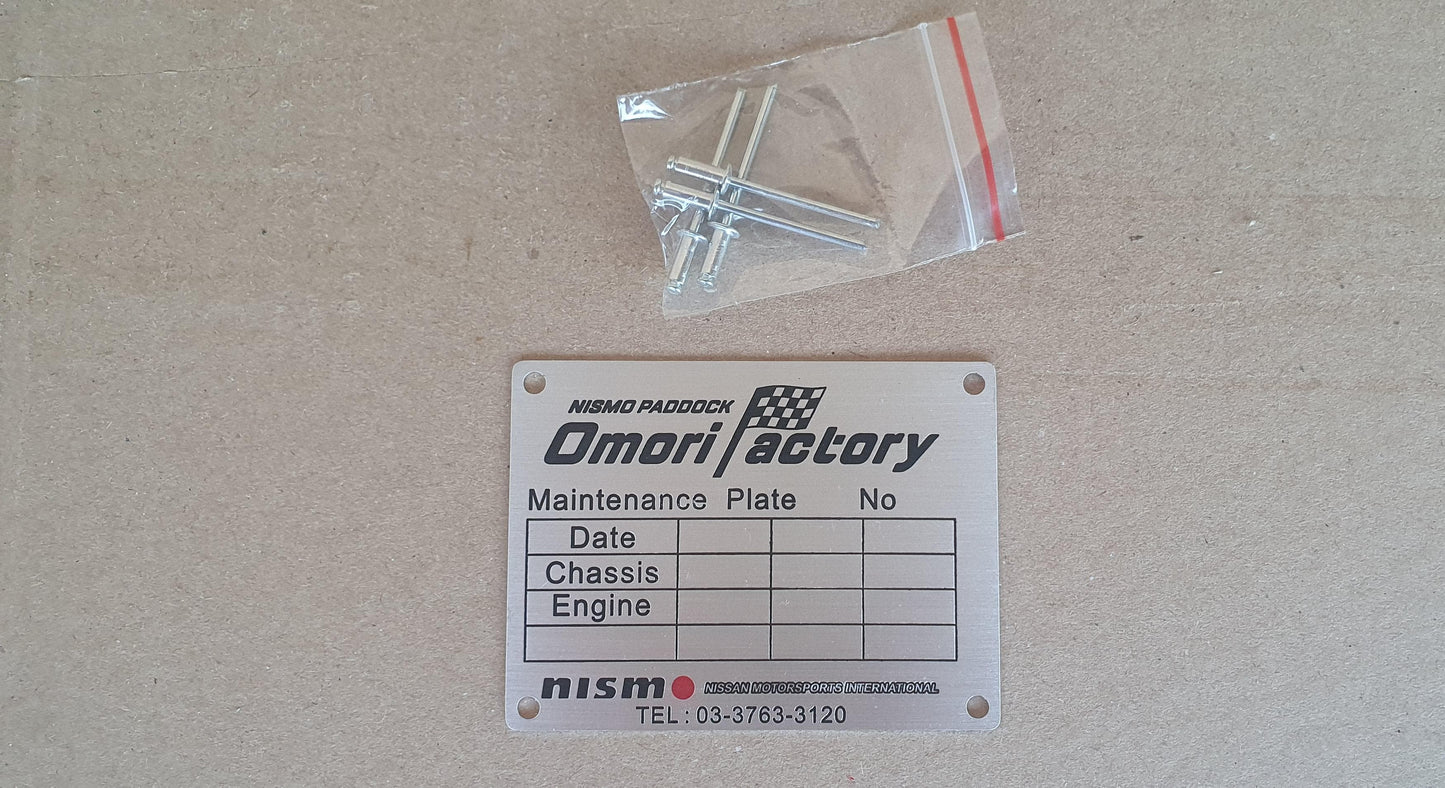 NISMO PADDOCK
Omori Factory
Maintenance Plate No
Date
Chassis
Engine
nismo NISSAN MOTORSPORTS INTERNATIONAL
TEL : 03-3763-3120